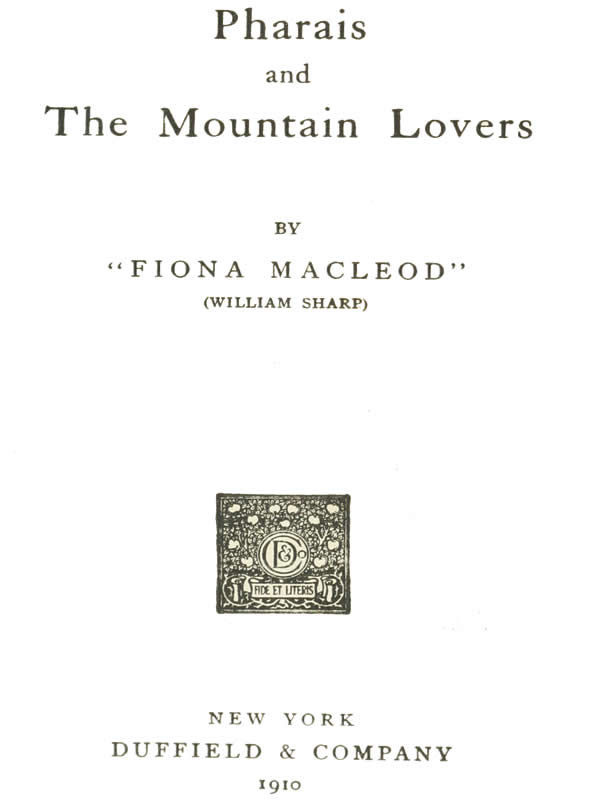 Pharais
and
The Mountain Lovers
BY
“FIONA MACLEOD”
(WILLIAM SHARP)
D&Co
FIDE ET LITERIS
NEW YORK
DUFFIELD & COMPANY
1910